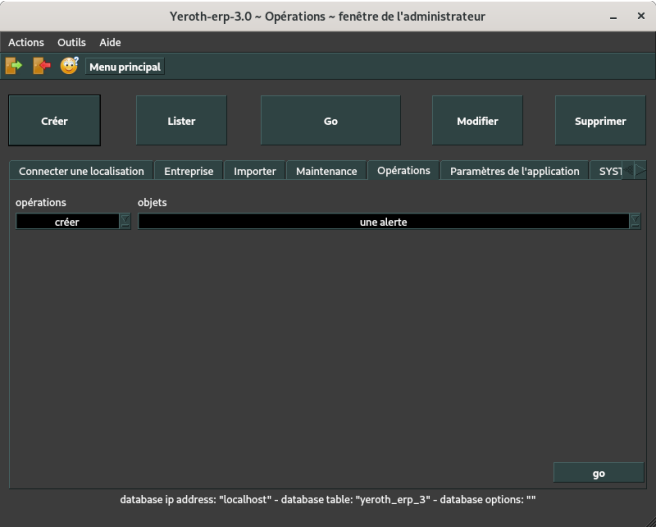 Yeroth-erp-3.0 ~ Opérations ~ fenêtre de l'administrateur
Actions Outils Aide
Menu principal
Créer Lister Go Modifier Supprimer
Connecter une localisation Entreprise Importer Maintenance Opérations Paramètres de l'application SYST
opérations objets
créer une alerte
go
database ip address: "localhost" - database table: "yeroth_erp_3" - database options: ""